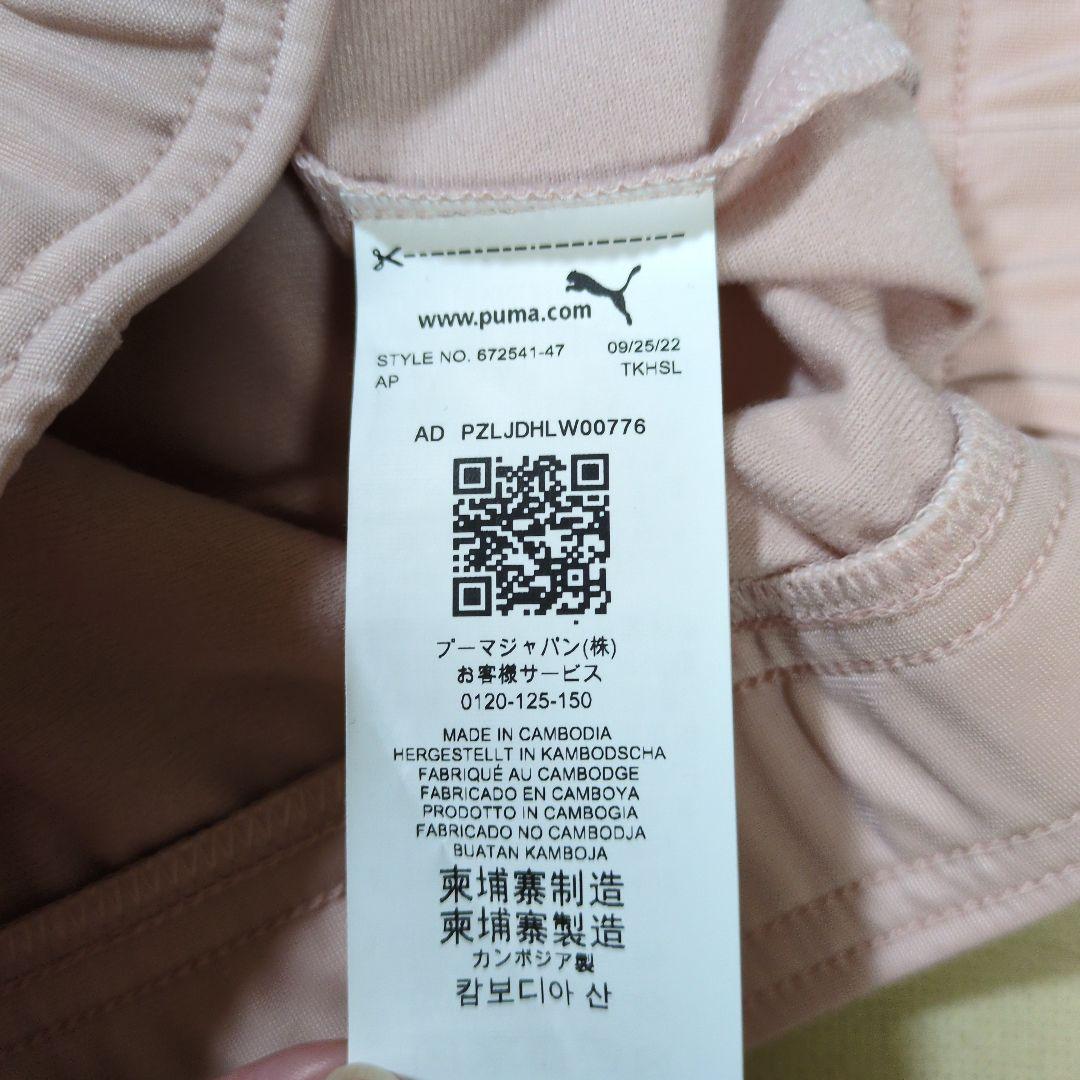 www.puma.com
STYLE NO. 672541-47 09/25/22
AP TKHSL
AD PZLJDHLW00776
プーマジャパン(株)
お客様サービス
0120-125-150
MADE IN CAMBODIA
HERGESTELLT IN KAMBODSCHA
FABRIQUÉ AU CAMBODGE
FABRICADO EN CAMBOYA
PRODOTTO IN CAMBOGIA
FABRICADO NO CAMBODJA
BUATAN KAMBOJA
柬埔寨制造
柬埔寨製造
カンボジア製
캄보디아 산